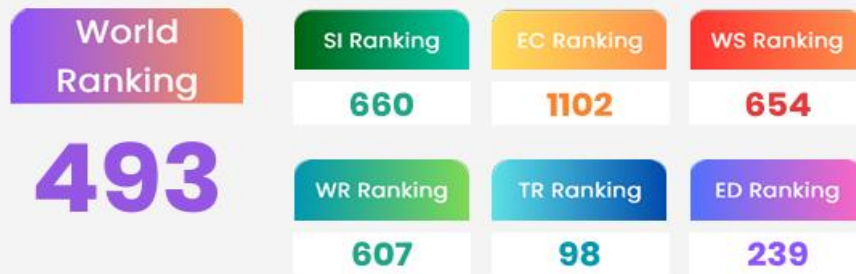 World
Ranking
493
SI Ranking
660
EC Ranking
1102
WS Ranking
654
WR Ranking
607
TR Ranking
98
ED Ranking
239